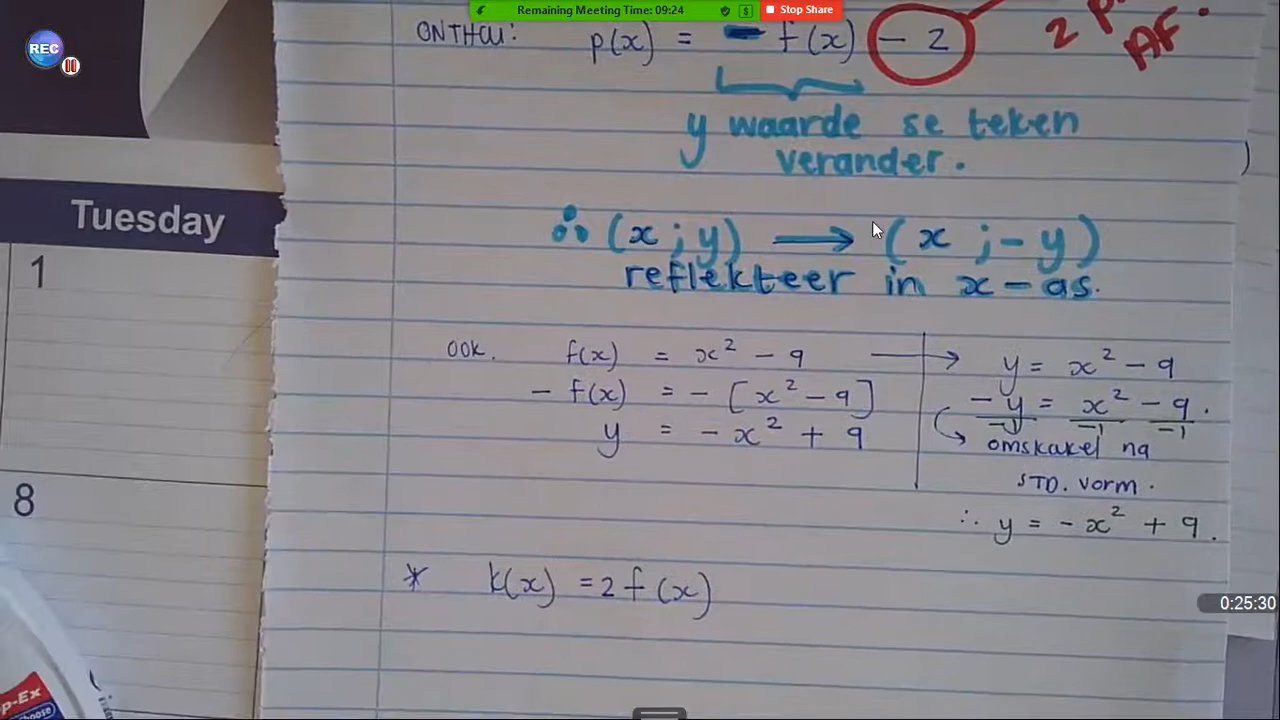 Remaining Meeting Time: 09:24
Stop Share
REC
ONTHOU: p(x) = - f(x) - 2
2 P
AF.
y waarde se teken
verander.
Tuesday
∴ (x ; y) → (x ; -y)
reflekteer in x-as.
1
OOK. f(x) = x² - 9 → y = x² - 9
- f(x) = - [x² - 9]
-y = x² - 9.
-1 -1 -1
y = - x² + 9
omskakel na
STD. vorm.
8
∴ y = - x² + 9.
* k(x) = 2 f(x)
0:25:30
p-Ex